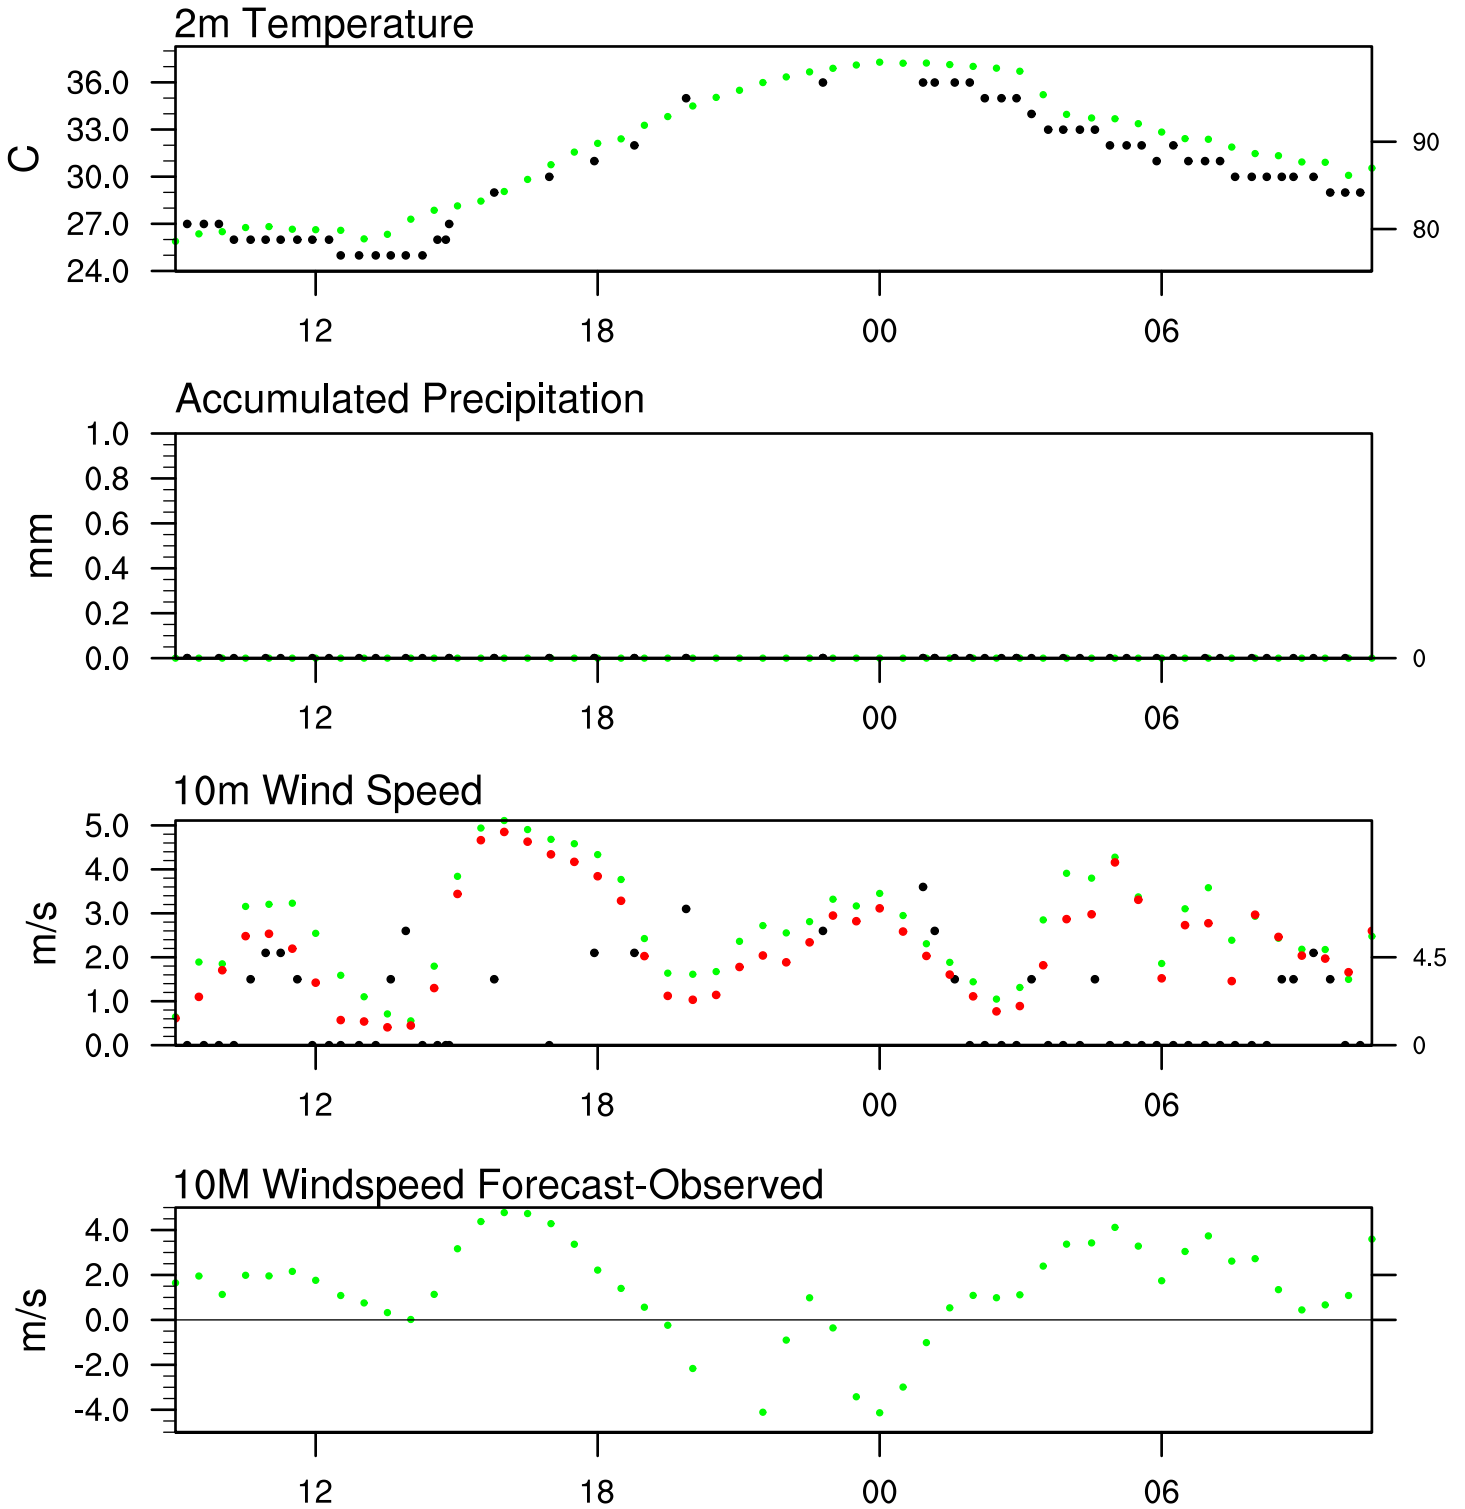 2m Temperature
36.0
33.0
30.0
27.0
24.0
C
90
80
12 18 00 06
Accumulated Precipitation
1.0
0.8
0.6
0.4
0.2
0.0
mm
0
12 18 00 06
10m Wind Speed
5.0
4.0
3.0
2.0
1.0
0.0
m/s
4.5
0
12 18 00 06
10M Windspeed Forecast-Observed
4.0
2.0
0.0
-2.0
-4.0
m/s
12 18 00 06